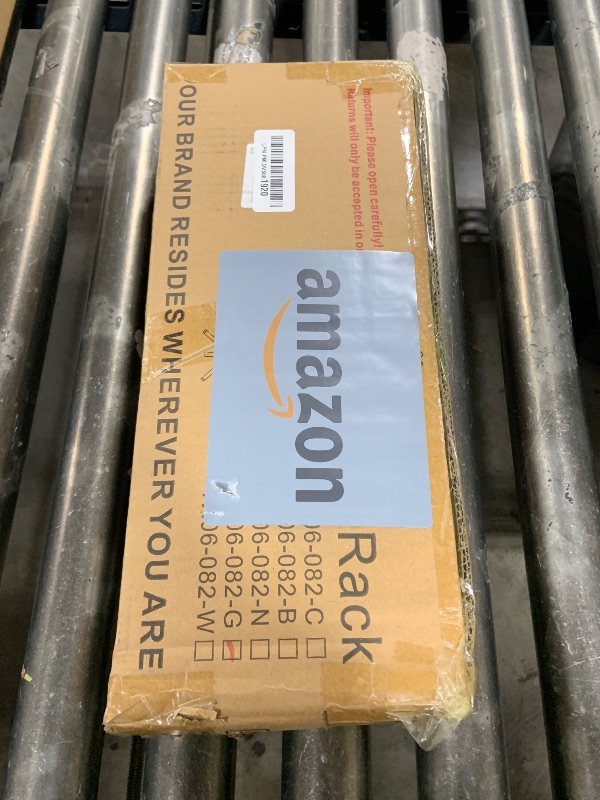 Important: Please open carefully!
Returns will only be accepted in o
1920
amazon
Rack
06-082-C
06-082-B
06-082-N
06-082-G
06-082-W
OUR BRAND RESIDES WHEREVER YOU ARE